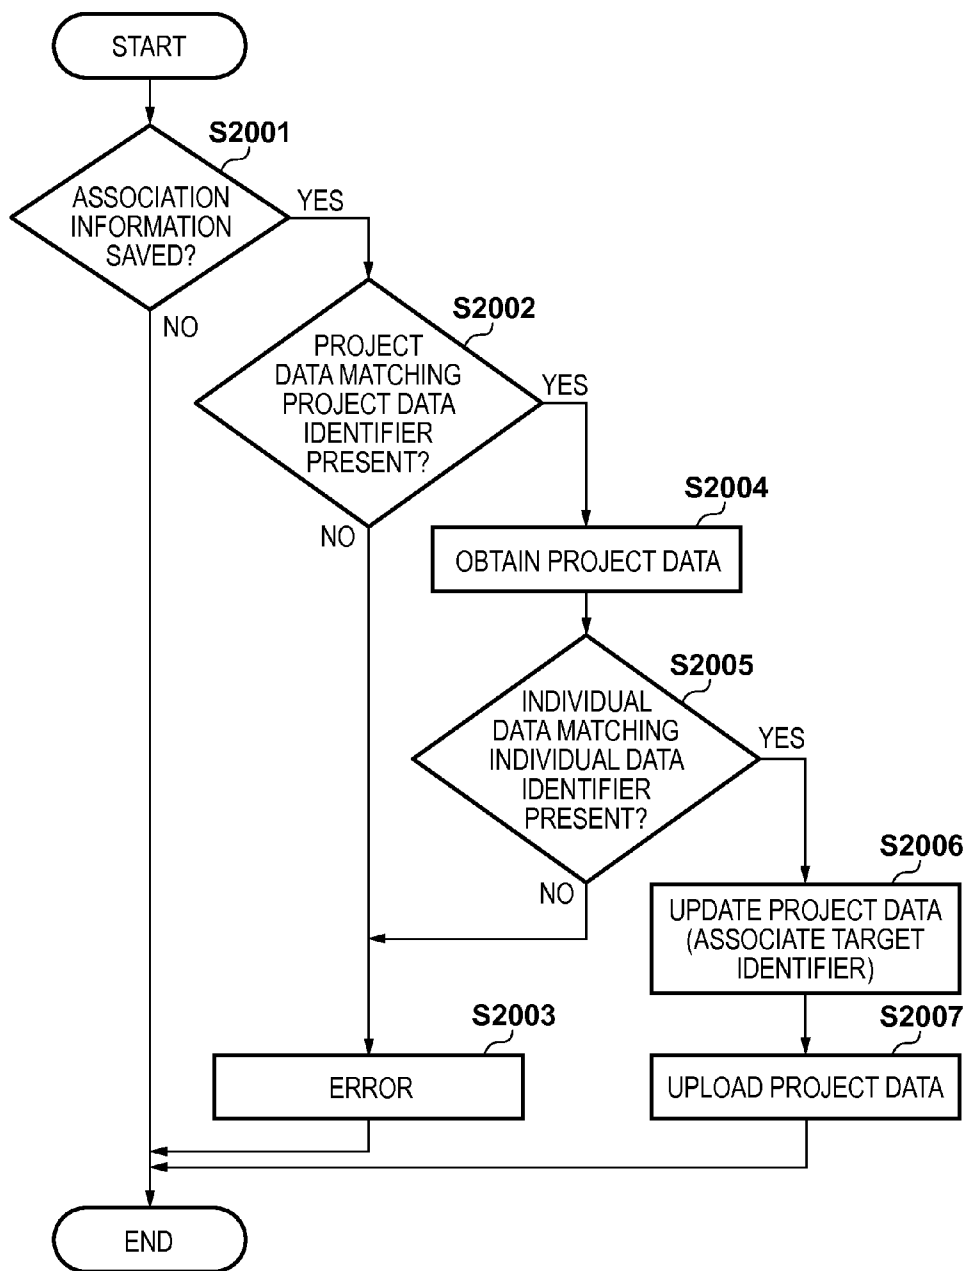 START
S2001
ASSOCIATION
INFORMATION
SAVED?
YES
NO
S2002
PROJECT
DATA MATCHING
PROJECT DATA
IDENTIFIER
PRESENT?
YES
NO
S2004
OBTAIN PROJECT DATA
S2005
INDIVIDUAL
DATA MATCHING
INDIVIDUAL DATA
IDENTIFIER
PRESENT?
YES
NO
S2006
UPDATE PROJECT DATA
(ASSOCIATE TARGET
IDENTIFIER)
S2003
ERROR
S2007
UPLOAD PROJECT DATA
END